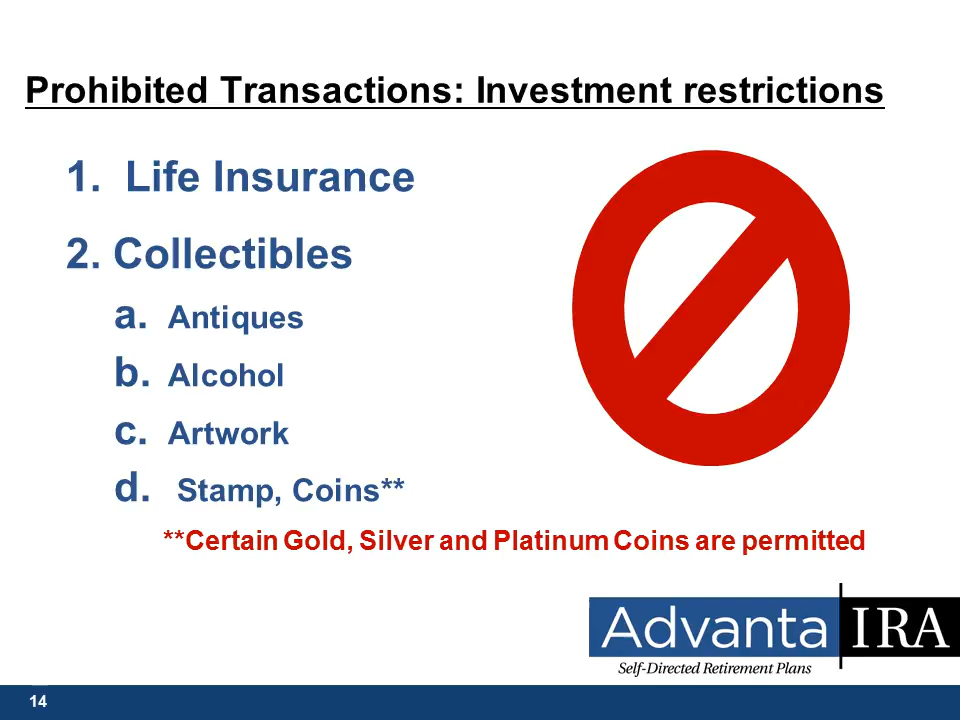 Prohibited Transactions: Investment restrictions
1. Life Insurance
2. Collectibles
a. Antiques
b. Alcohol
c. Artwork
d. Stamp, Coins**
**Certain Gold, Silver and Platinum Coins are permitted
Advanta IRA
Self-Directed Retirement Plans
14